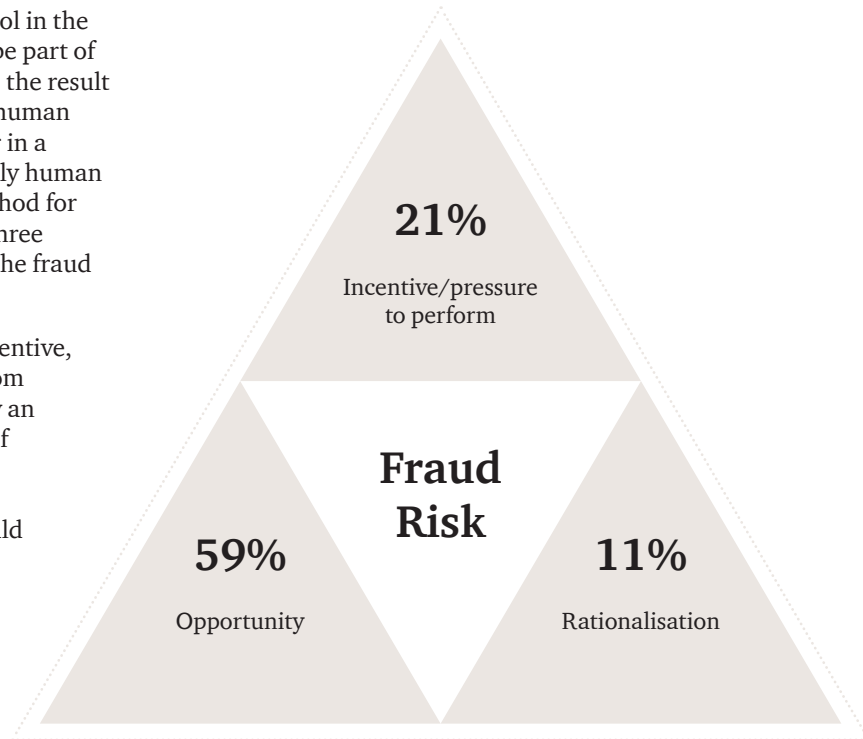 ol in the
be part of
the result
human
in a
ly human
hod for
hree
he fraud
entive,
om
an
f
ld
21%
Incentive/pressure
to perform
Fraud
Risk
59%
Opportunity
11%
Rationalisation